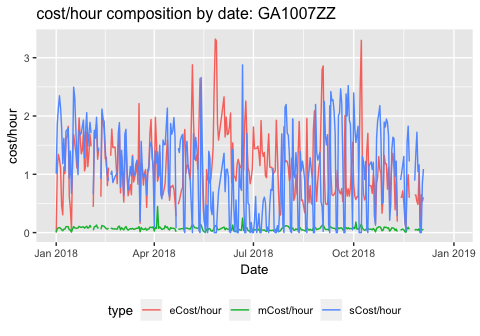 cost/hour composition by date: GA1007ZZ
3
2
1
0
cost/hour
Jan 2018
Apr 2018
Jul 2018
Oct 2018
Jan 2019
Date
type
eCost/hour
mCost/hour
sCost/hour